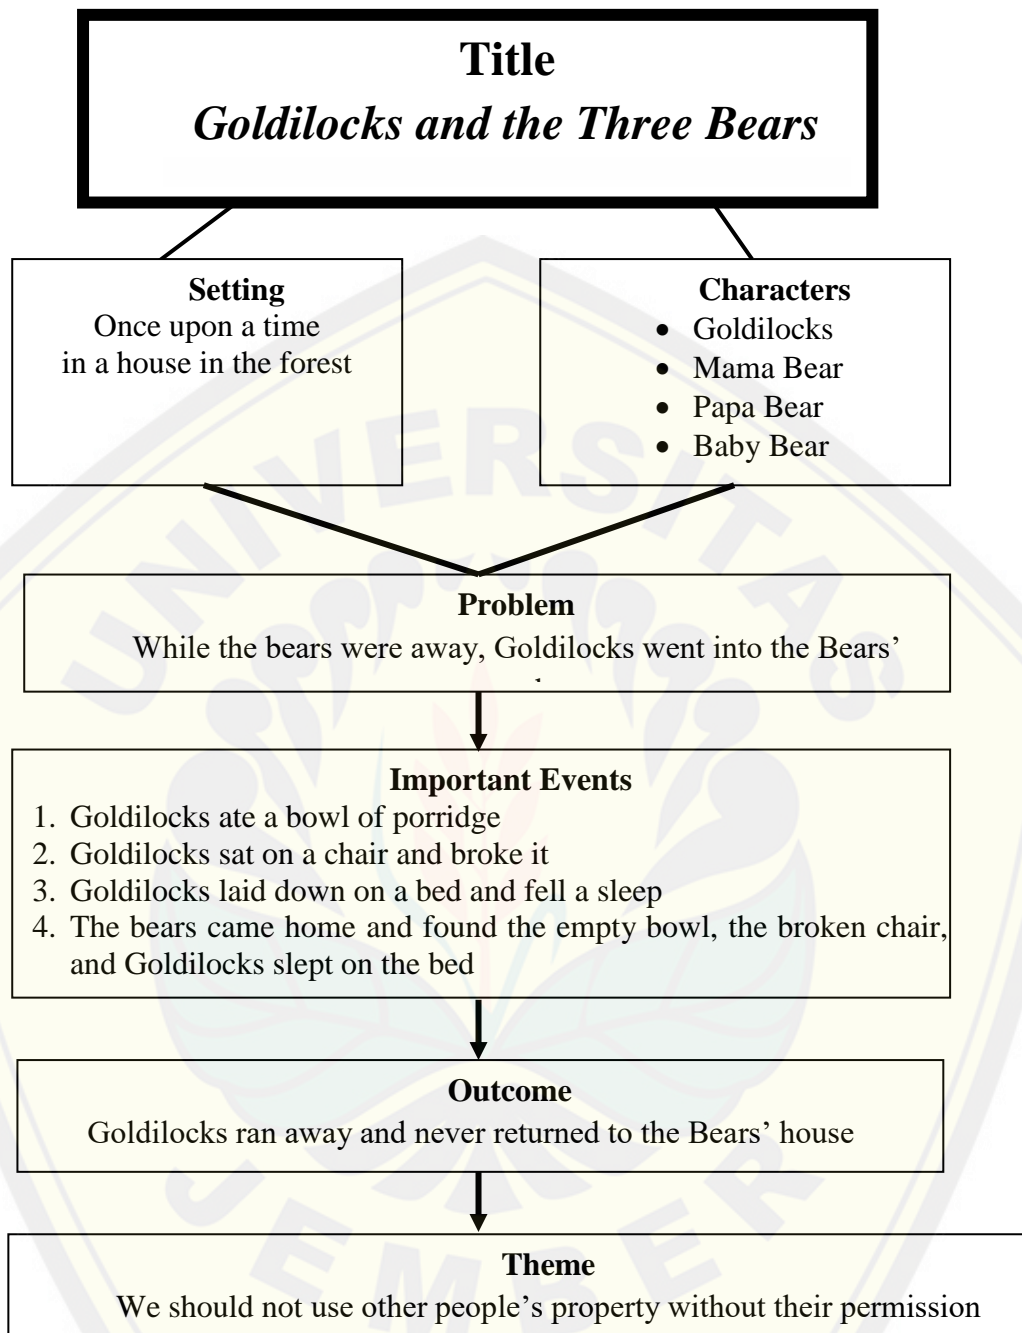 Title
Goldilocks and the Three Bears
Setting
Once upon a time
in a house in the forest
Characters
• Goldilocks
• Mama Bear
• Papa Bear
• Baby Bear
Problem
While the bears were away, Goldilocks went into the Bears’
Important Events
1. Goldilocks ate a bowl of porridge
2. Goldilocks sat on a chair and broke it
3. Goldilocks laid down on a bed and fell a sleep
4. The bears came home and found the empty bowl, the broken chair,
and Goldilocks slept on the bed
Outcome
Goldilocks ran away and never returned to the Bears’ house
Theme
We should not use other people’s property without their permission
UNIVERSITAS
JEMBER